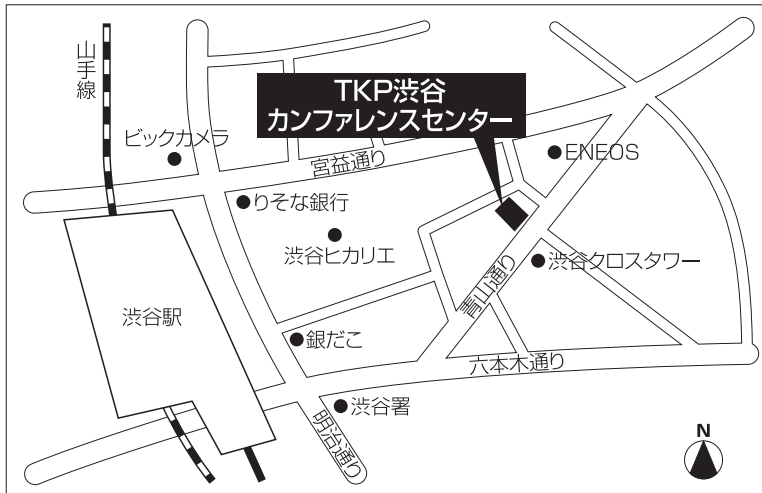 山手線
TKP渋谷
カンファレンスセンター
ビックカメラ
宮益通り
ENEOS
りそな銀行
渋谷ヒカリエ
渋谷クロスタワー
青山通り
渋谷駅
銀だこ
六本木通り
渋谷署
明治通り
N